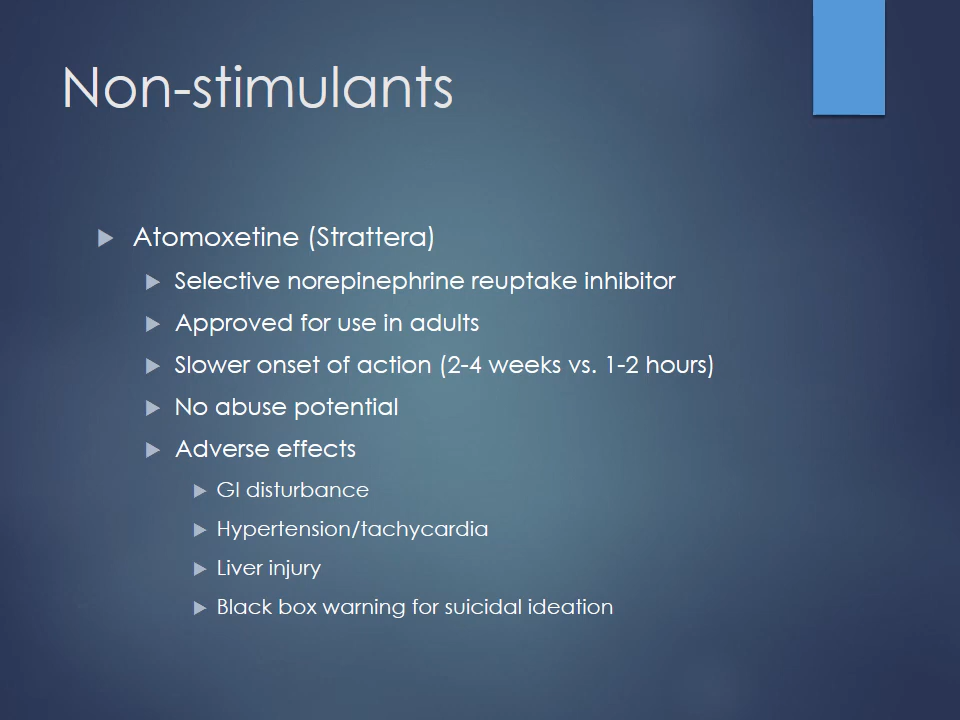 Non-stimulants
Atomoxetine (Strattera)
Selective norepinephrine reuptake inhibitor
Approved for use in adults
Slower onset of action (2-4 weeks vs. 1-2 hours)
No abuse potential
Adverse effects
GI disturbance
Hypertension/tachycardia
Liver injury
Black box warning for suicidal ideation